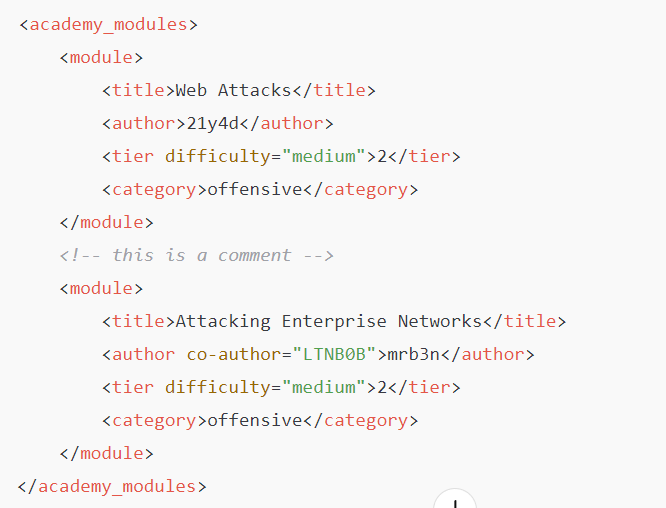 <academy_modules>
    <module>
        <title>Web Attacks</title>
        <author>21y4d</author>
        <tier difficulty="medium">2</tier>
        <category>offensive</category>
    </module>
    <!-- this is a comment -->
    <module>
        <title>Attacking Enterprise Networks</title>
        <author co-author="LTNB0B">mrb3n</author>
        <tier difficulty="medium">2</tier>
        <category>offensive</category>
    </module>
</academy_modules>